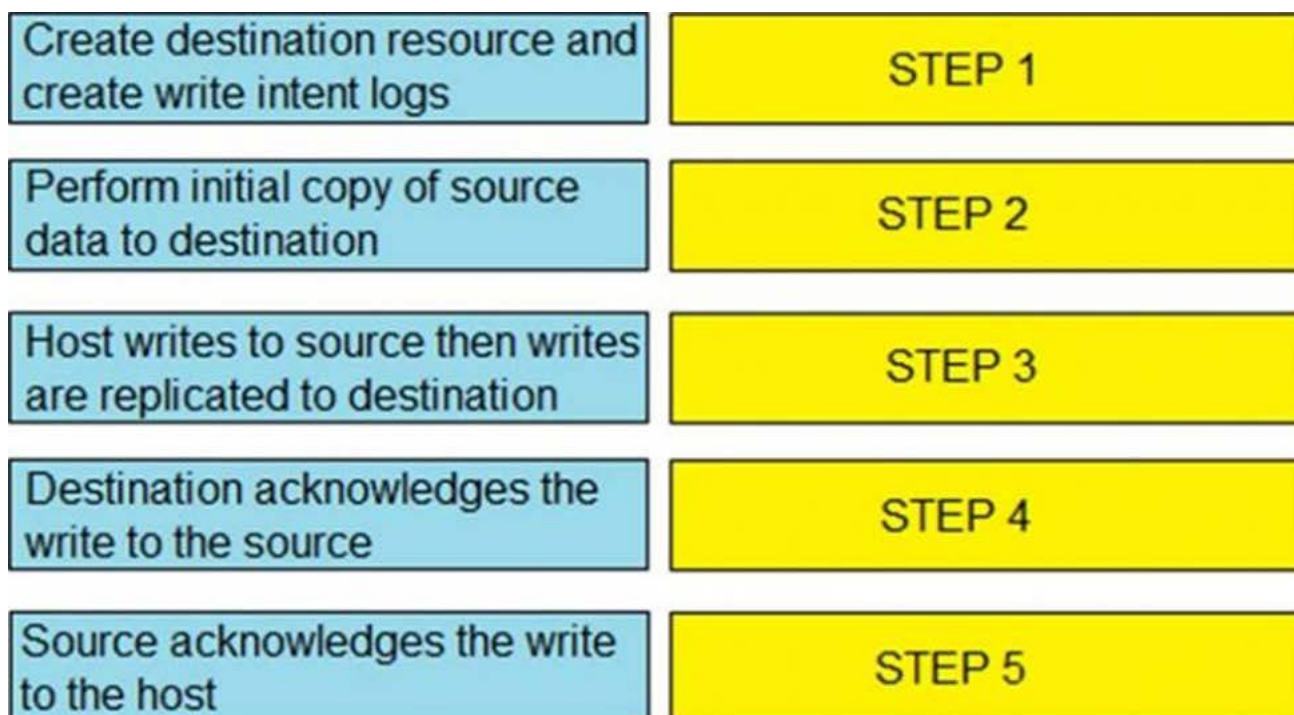 Create destination resource and
create write intent logs
STEP 1
Perform initial copy of source
data to destination
STEP 2
Host writes to source then writes
are replicated to destination
STEP 3
Destination acknowledges the
write to the source
STEP 4
Source acknowledges the write
to the host
STEP 5